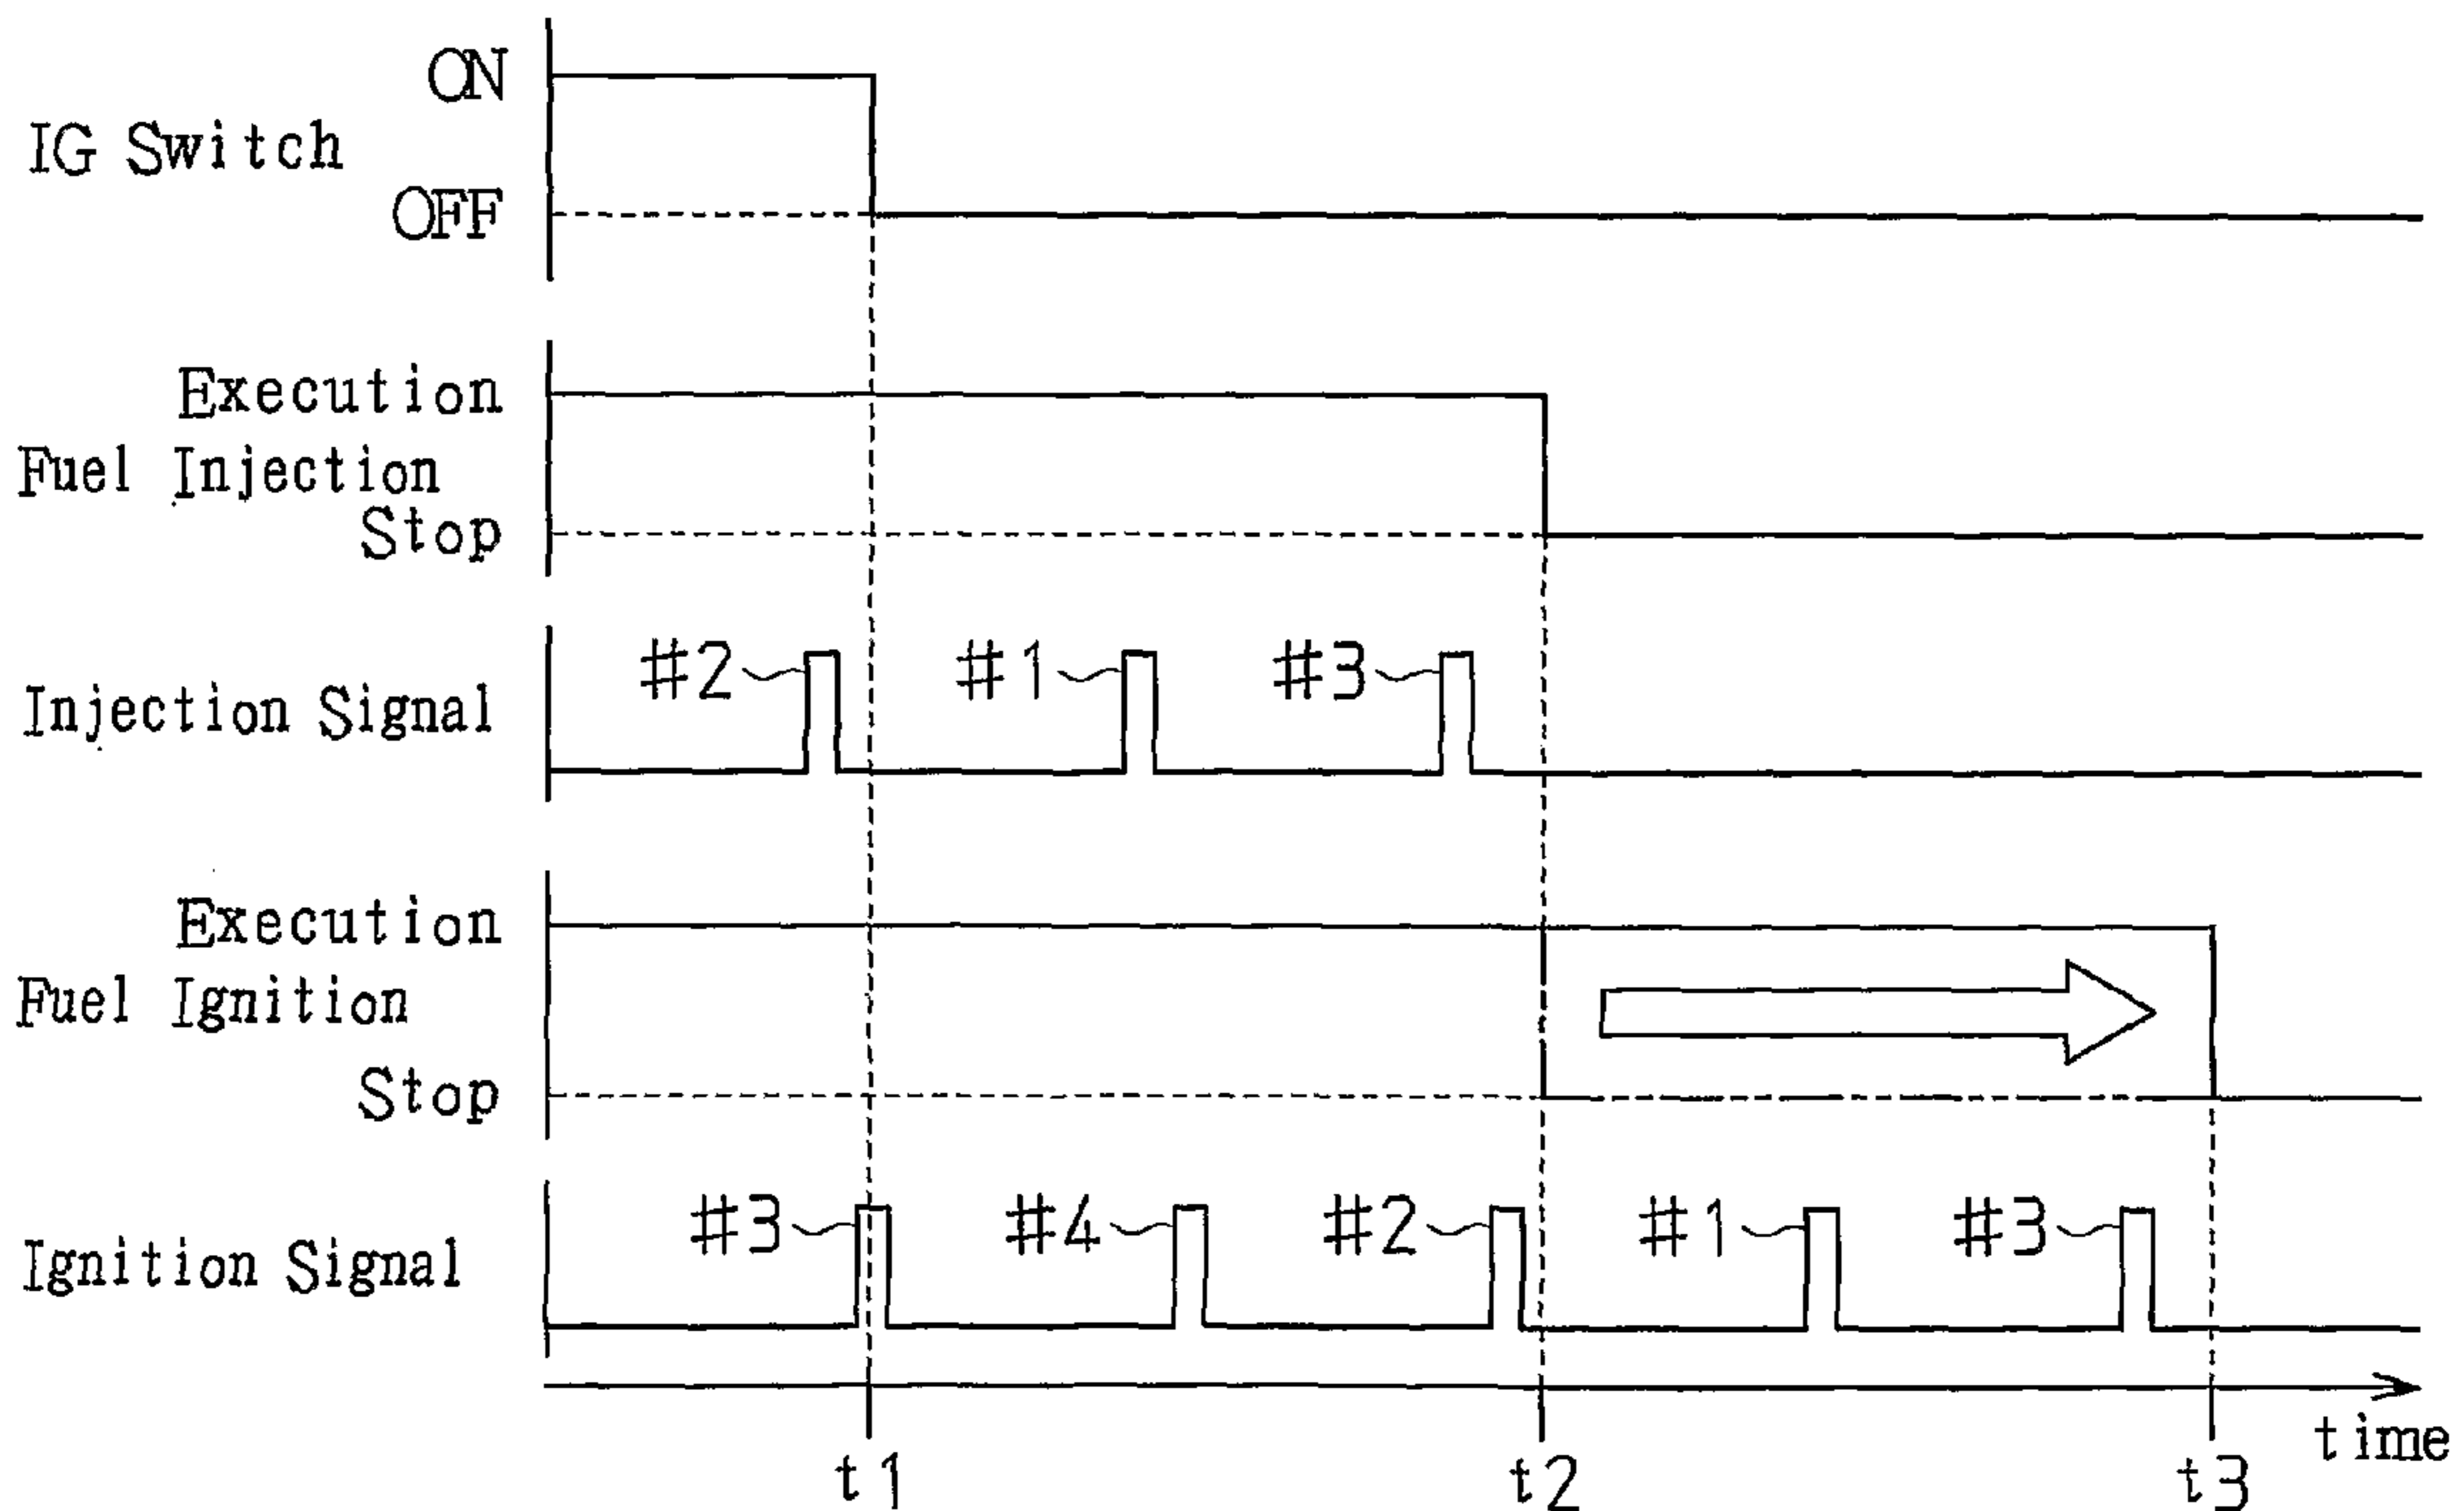 ON
IG Switch
OFF
Execution
Fuel Injection
Stop
#2 #1 #3
Injection Signal
Execution
Fuel Ignition
Stop
#3 #4 #2 #1 #3
Ignition Signal
time
t1 t2 t3